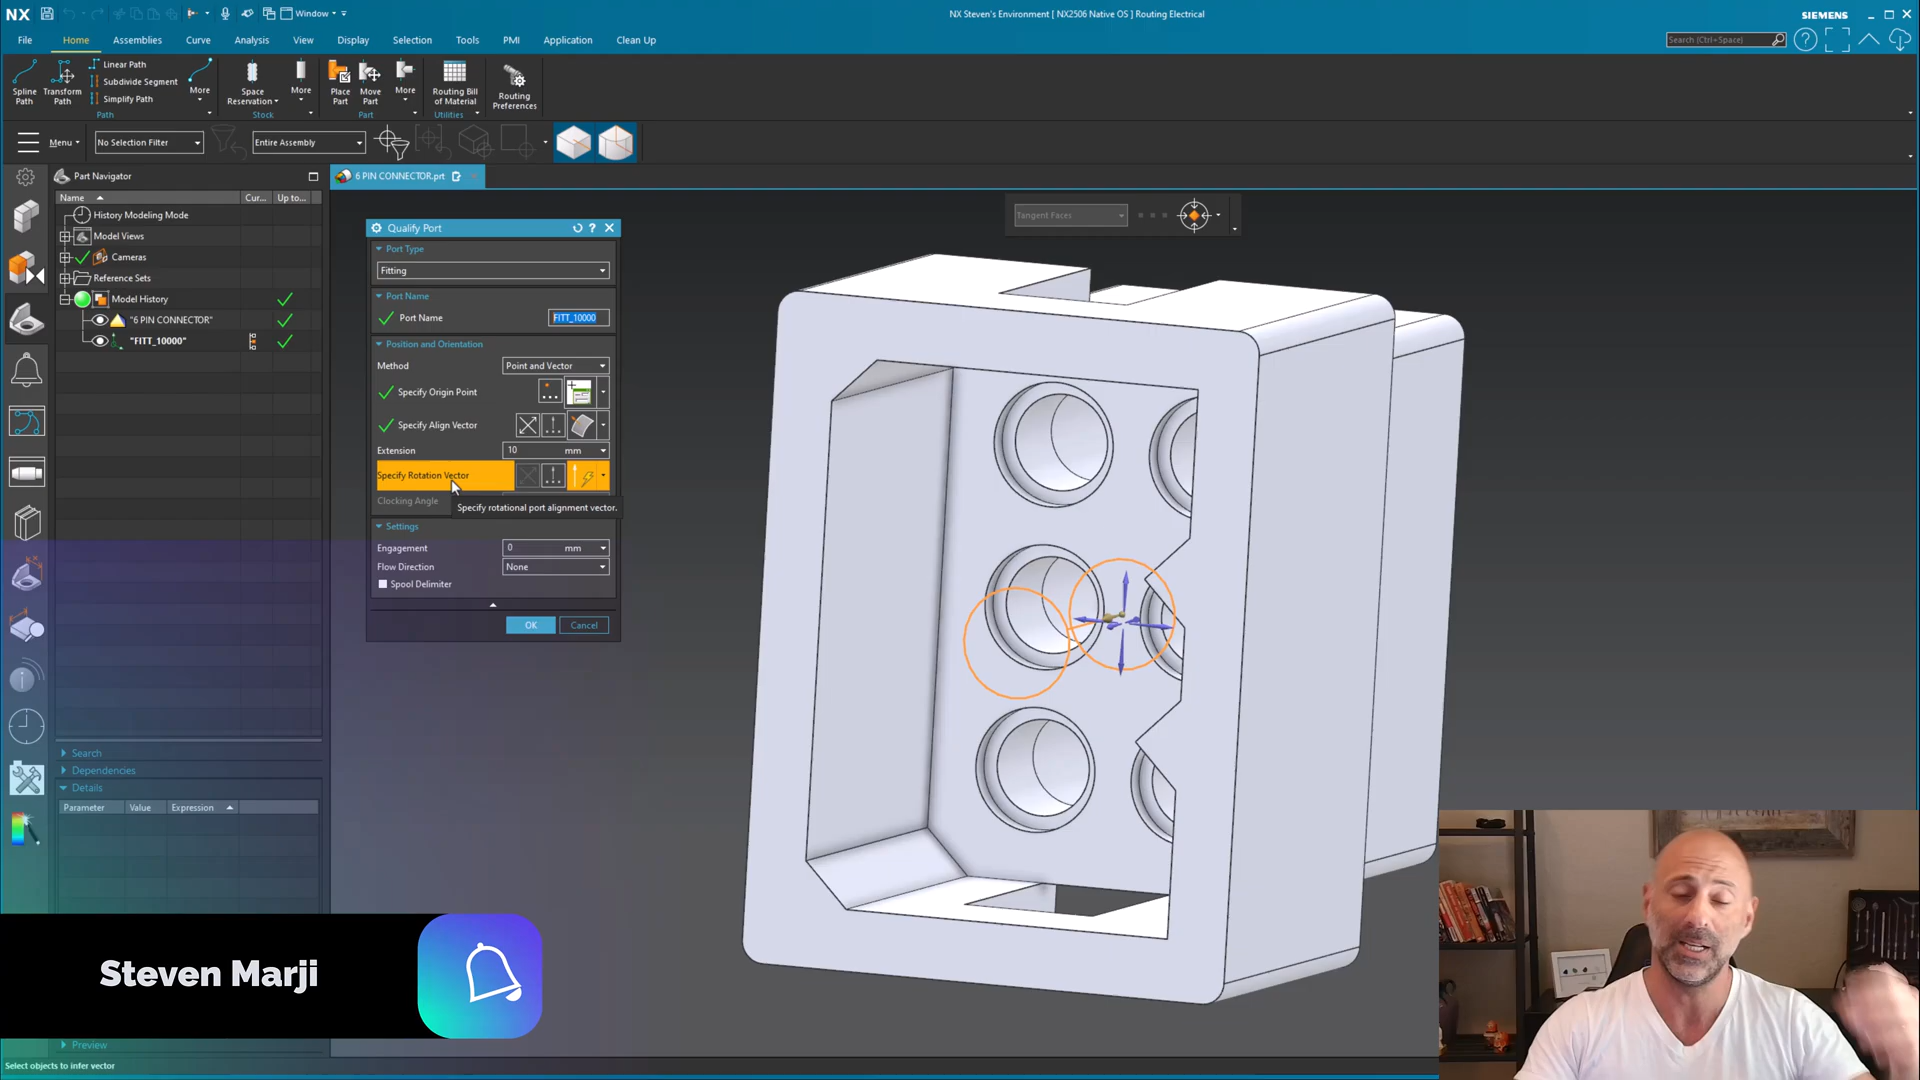 NX
Window
NX Steven's Environment [ NX2506 Native OS ] Routing Electrical
SIEMENS
File
Home
Assemblies
Curve
Analysis
View
Display
Selection
Tools
PMI
Application
Clean Up
Search (Ctrl+Space)
Spline Path
Transform Path
Linear Path
Subdivide Segment
Simplify Path
More
Path
Space Reservation
More
Stock
Place Part
Move Part
More
Part
Routing Bill of Material
Utilities
Routing Preferences
Menu
No Selection Filter
Entire Assembly
Part Navigator
6 PIN CONNECTOR.prt
Name
Cur...
Up to...
History Modeling Mode
Model Views
Cameras
Reference Sets
Model History
"6 PIN CONNECTOR"
"FITT_10000"
Tangent Faces
Qualify Port
Port Type
Fitting
Port Name
Port Name
FITT_10000
Position and Orientation
Method
Point and Vector
Specify Origin Point
Specify Align Vector
Extension
10 mm
Specify Rotation Vector
Clocking Angle
Specify rotational port alignment vector.
Settings
Engagement
0 mm
Flow Direction
None
Spool Delimiter
OK
Cancel
Search
Dependencies
Details
Parameter
Value
Expression
Steven Marji
Preview
Select objects to infer vector